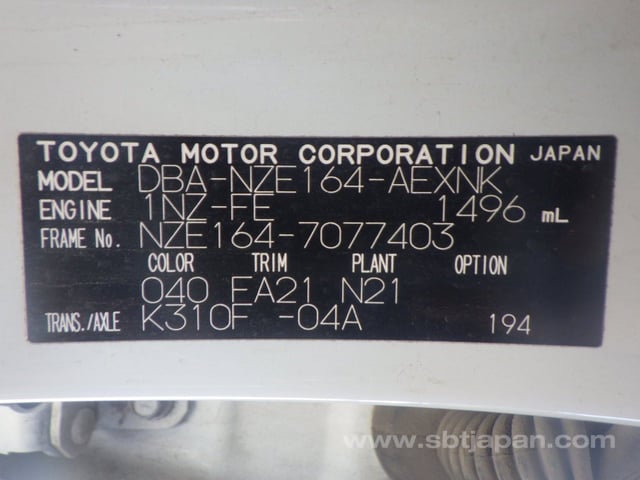 TOYOTA MOTOR CORPORATION JAPAN
MODEL DBA-NZE164-AEXNK
ENGINE 1NZ-FE 1496 mL
FRAME No. NZE164-7077403
COLOR TRIM PLANT OPTION
040 FA21 N21
TRANS./AXLE K310F -04A 194
www.sbtjapan.com